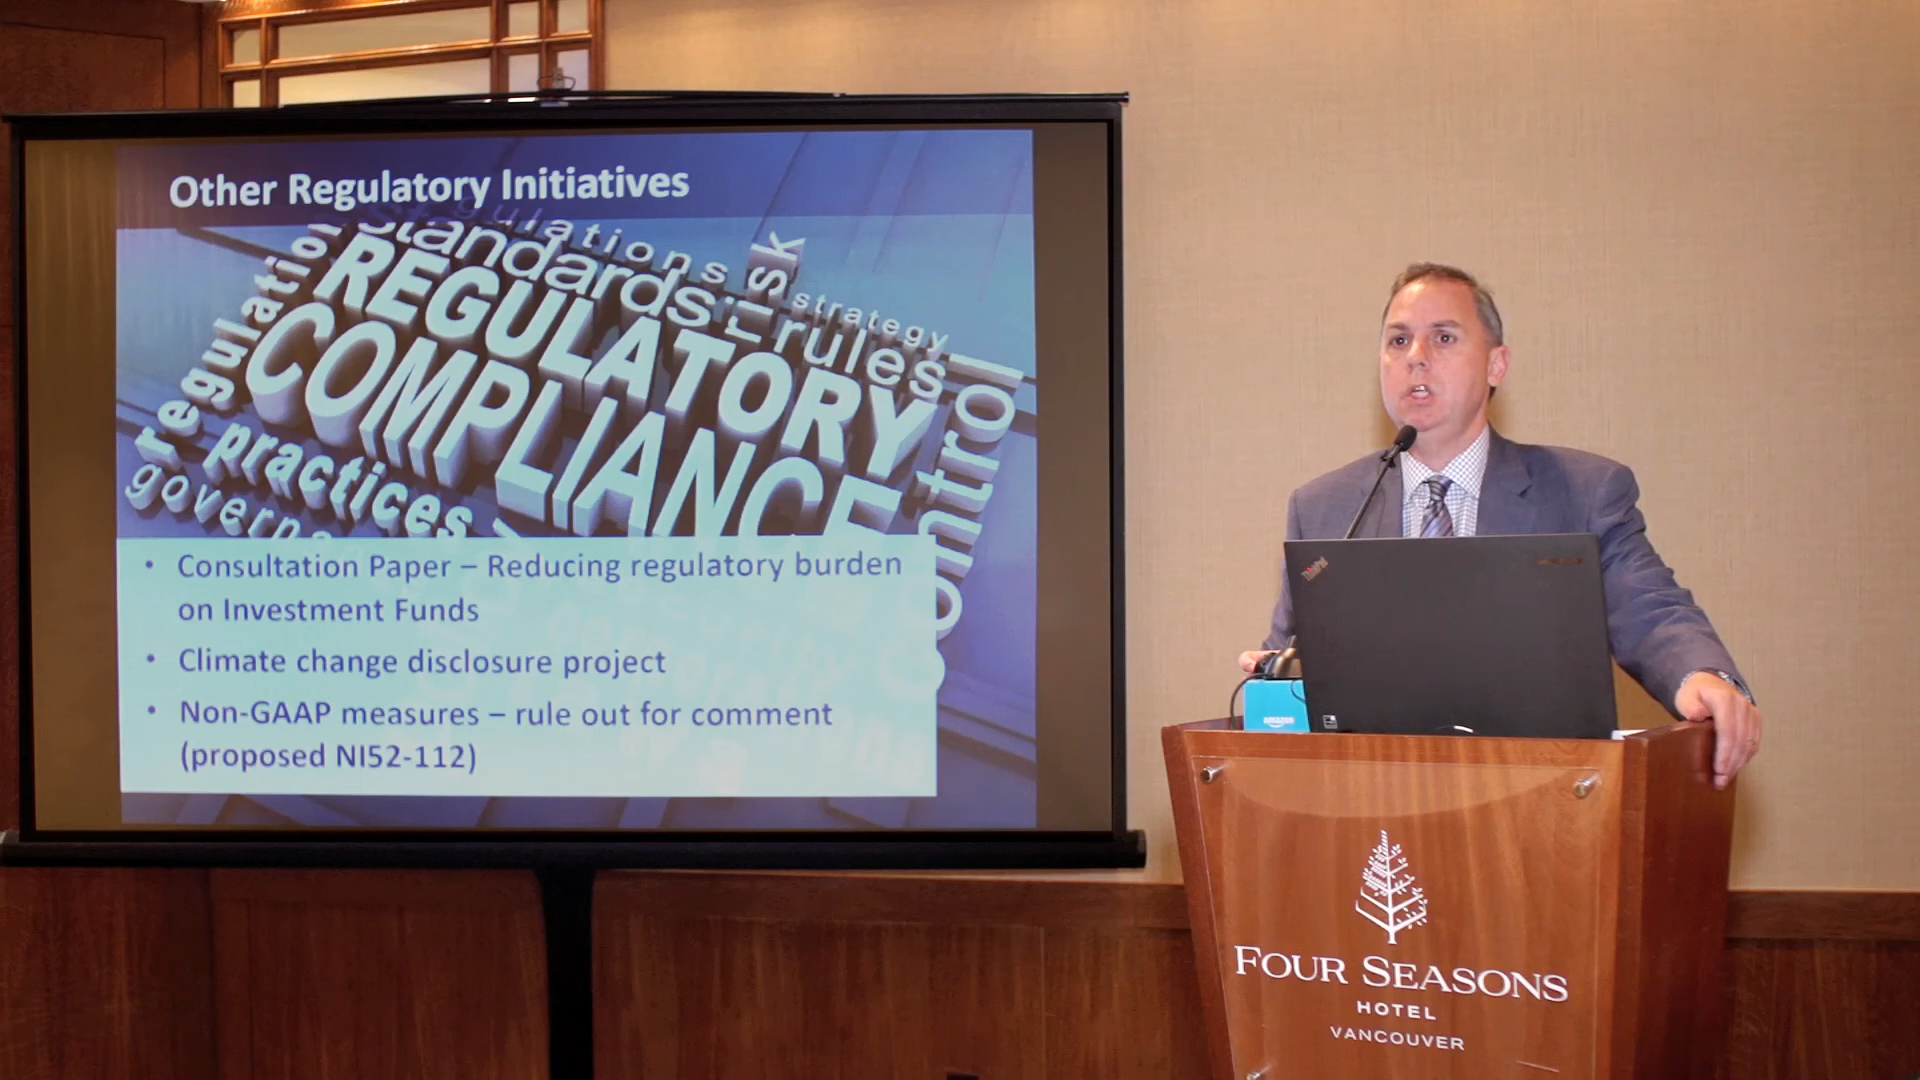 Other Regulatory Initiatives
regulations
standards
risk
strategy
regulation
REGULATORY
rules
COMPLIANCE
control
regul
practices
govern
• Consultation Paper – Reducing regulatory burden
on Investment Funds
• Climate change disclosure project
• Non-GAAP measures – rule out for comment
(proposed NI52-112)
ThinkPad
amazon
FOUR SEASONS
HOTEL
VANCOUVER